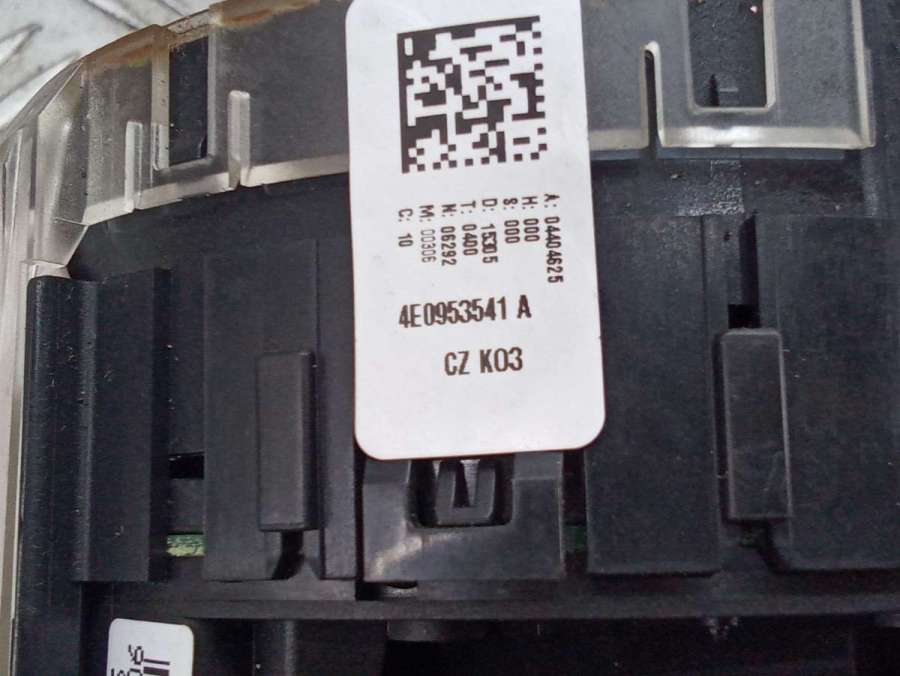 A: 04404625
H: 000
S: 000
D: 15305
T: 0400
N: 06292
M: 00306
C: 10
4E0953541 A
CZ K03